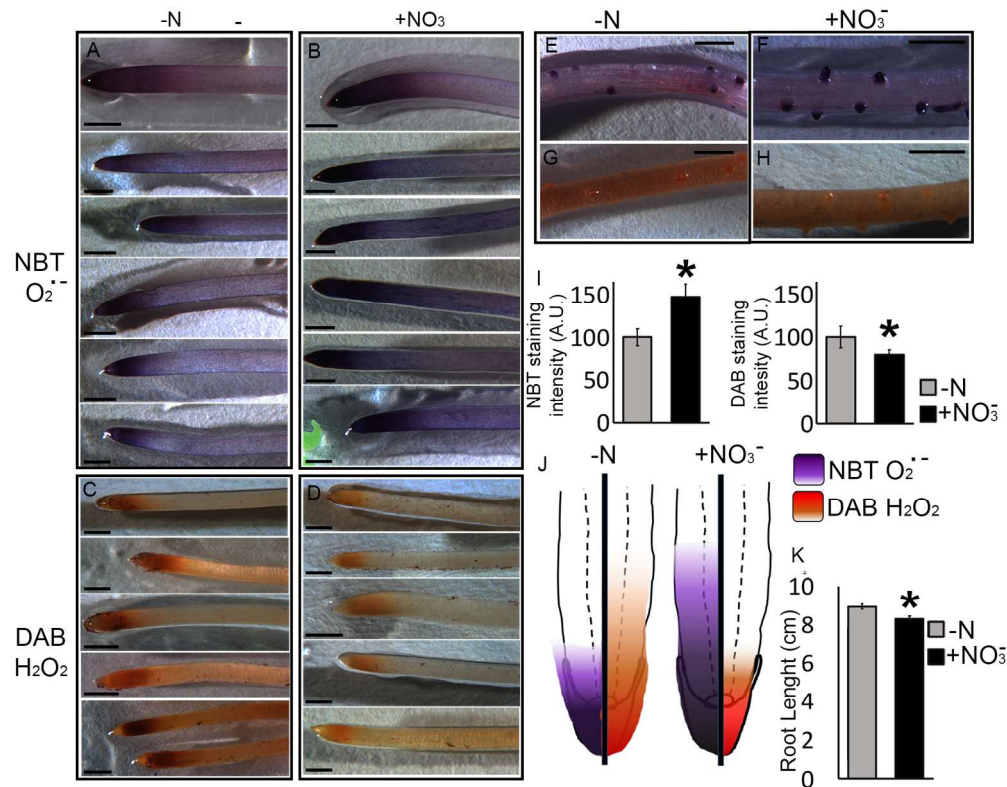 -N -
+NO₃
-N
+NO₃⁻
A
B
C
D
E
F
G
H
NBT
O₂·⁻
DAB
H₂O₂
I
NBT staining
intensity (A.U.)
150
100
50
0
*
DAB staining
intesity (A.U.)
150
100
50
0
*
-N
+NO₃⁻
J
-N
+NO₃⁻
NBT O₂·⁻
DAB H₂O₂
K
Root Lenght (cm)
10
8
6
4
2
0
*
-N
+NO₃⁻